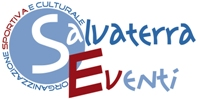 ORGANIZZAZIONE SPORTIVA E CULTURALE
Salvaterra
Eventi